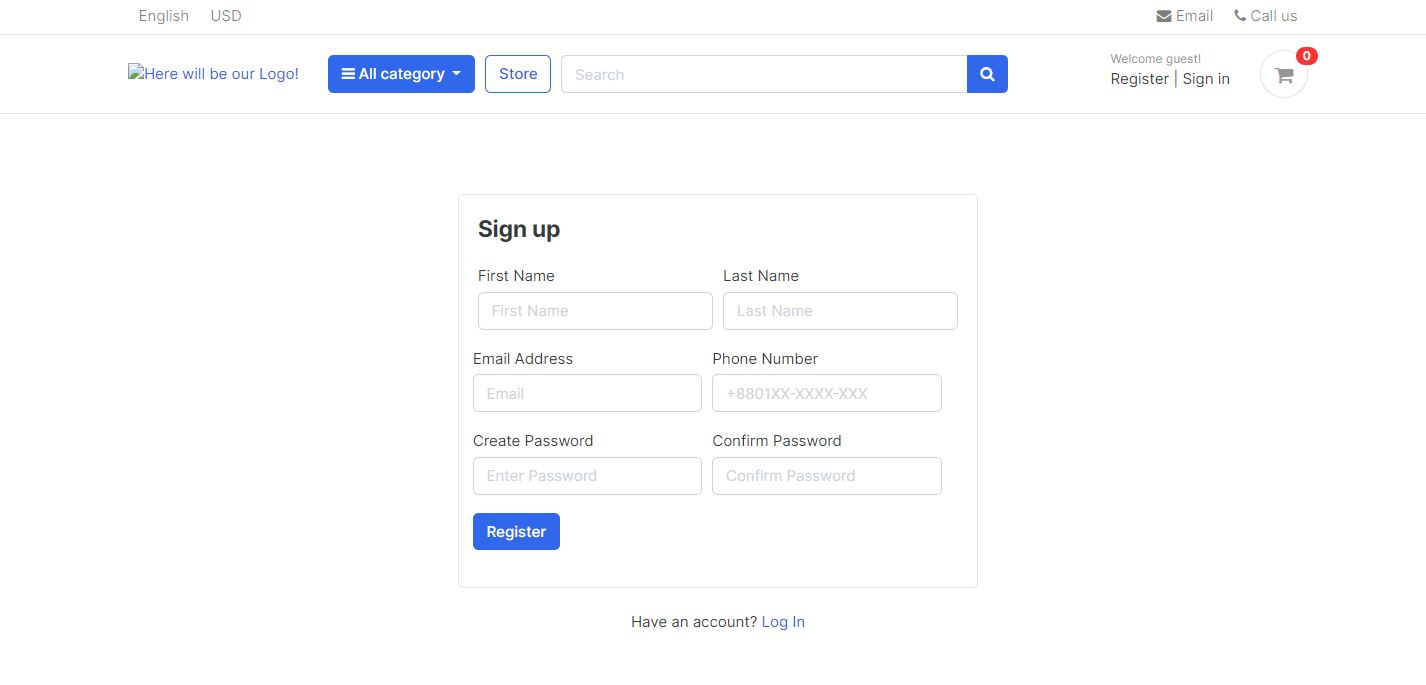 English USD Email Call us
Here will be our Logo! All category Store Search Welcome guest! 0
Register | Sign in
Sign up
First Name Last Name
First Name Last Name
Email Address Phone Number
Email +8801XX-XXXX-XXX
Create Password Confirm Password
Enter Password Confirm Password
Register
Have an account? Log In